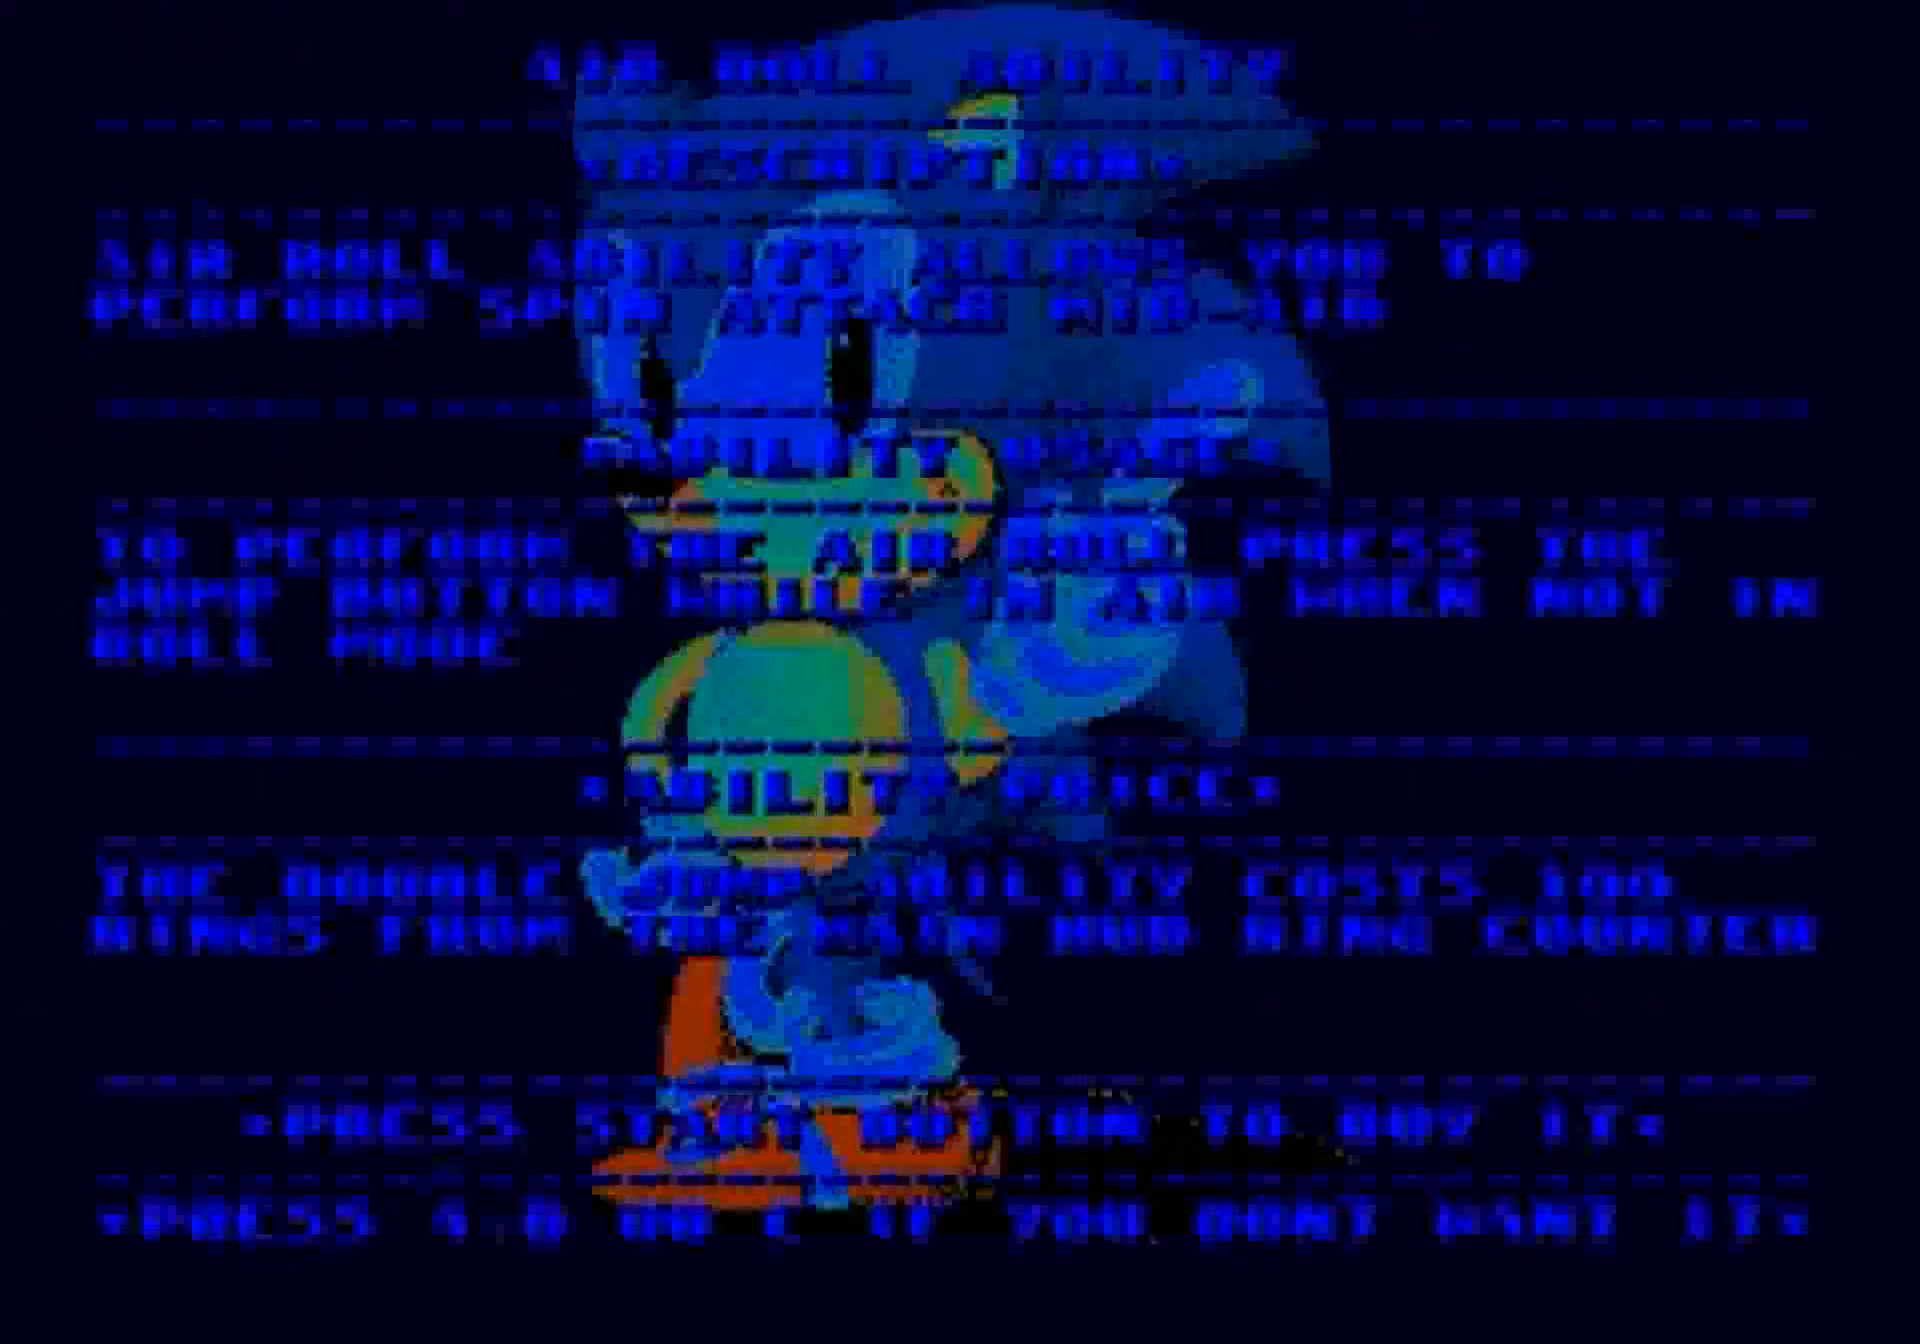 AIR ROLL ABILITY
*DESCRIPTION*
AIR ROLL ABILITY ALLOWS YOU TO
PERFORM SPIN ATTACK MID-AIR
*ABILITY USAGE*
TO PERFORM THE AIR ROLL PRESS THE
JUMP BUTTON WHILE IN AIR WHEN NOT IN
ROLL MODE
*ABILITY PRICE*
THE DOUBLE JUMP ABILITY COSTS 100
RINGS FROM THE MAIN HUD RING COUNTER
*PRESS START BUTTON TO BUY IT*
*PRESS A-B OR C IF YOU DONT WANT IT*